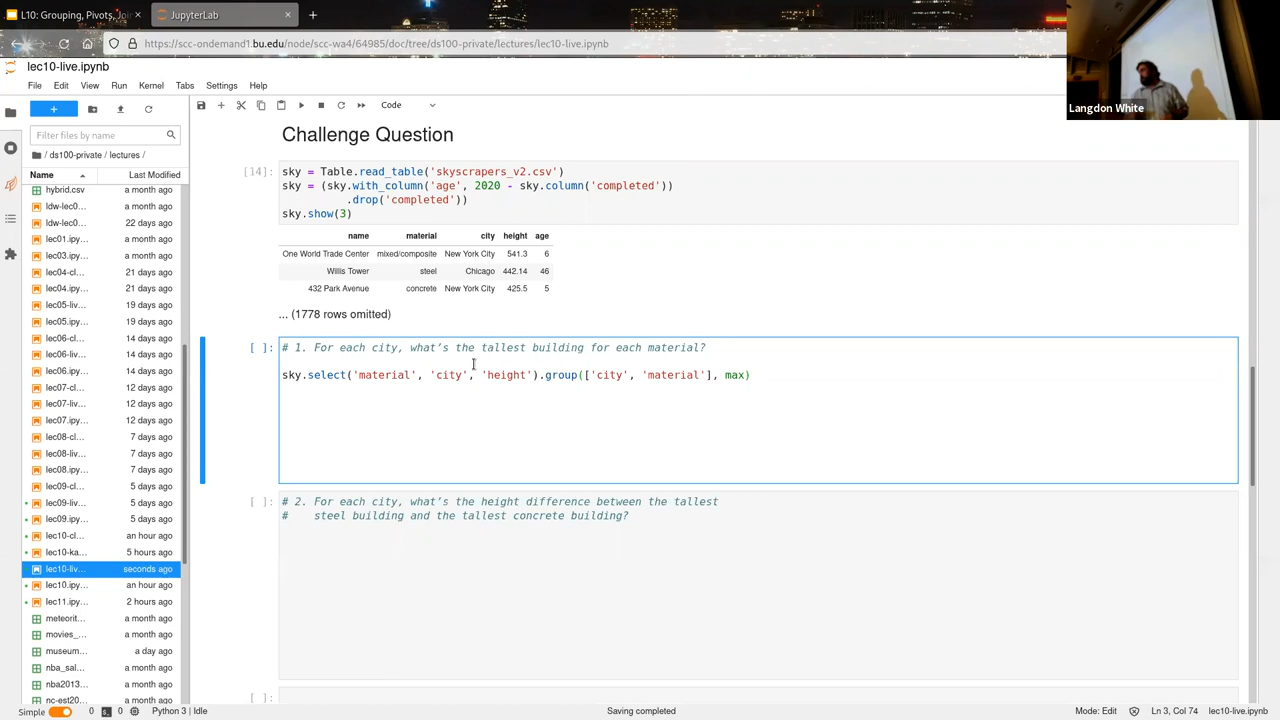 L10: Grouping, Pivots, Joi
JupyterLab
https://scc-ondemand1.bu.edu/node/scc-wa4/64985/doc/tree/ds100-private/lectures/lec10-live.ipynb
Langdon White
lec10-live.ipynb
File Edit View Run Kernel Tabs Settings Help
Code
Filter files by name
/ ds100-private / lectures /
Name Last Modified
hybrid.csv a month ago
ldw-lec0... a month ago
ldw-lec0... 22 days ago
lec01.ipy... a month ago
lec03.ipy... a month ago
lec04-cl... 21 days ago
lec04.ipy... 21 days ago
lec05-liv... 19 days ago
lec05.ipy... 19 days ago
lec06-cl... 14 days ago
lec06-liv... 14 days ago
lec06.ipy... 14 days ago
lec07-cl... 12 days ago
lec07-liv... 12 days ago
lec07.ipy... 12 days ago
lec08-cl... 7 days ago
lec08-liv... 7 days ago
lec08.ipy... 7 days ago
lec09-cl... 5 days ago
lec09-liv... 5 days ago
lec09.ipy... 5 days ago
lec10-cl... an hour ago
lec10-ka... 5 hours ago
lec10-liv... seconds ago
lec10.ipy... an hour ago
lec11.ipy... 2 hours ago
meteorit... a month ago
movies_... a month ago
museum... a day ago
nba_sal... a month ago
nba2013... a month ago
nc-est20... a month ago
Challenge Question
[14]: sky = Table.read_table('skyscrapers_v2.csv')
sky = (sky.with_column('age', 2020 - sky.column('completed'))
.drop('completed'))
sky.show(3)
name material city height age
One World Trade Center mixed/composite New York City 541.3 6
Willis Tower steel Chicago 442.14 46
432 Park Avenue concrete New York City 425.5 5
... (1778 rows omitted)
[ ]: # 1. For each city, what's the tallest building for each material?
sky.select('material', 'city', 'height').group(['city', 'material'], max)
[ ]: # 2. For each city, what's the height difference between the tallest
# steel building and the tallest concrete building?
[ ]:
Simple 0 0 Python 3 | Idle Saving completed Mode: Edit Ln 3, Col 74 lec10-live.ipynb